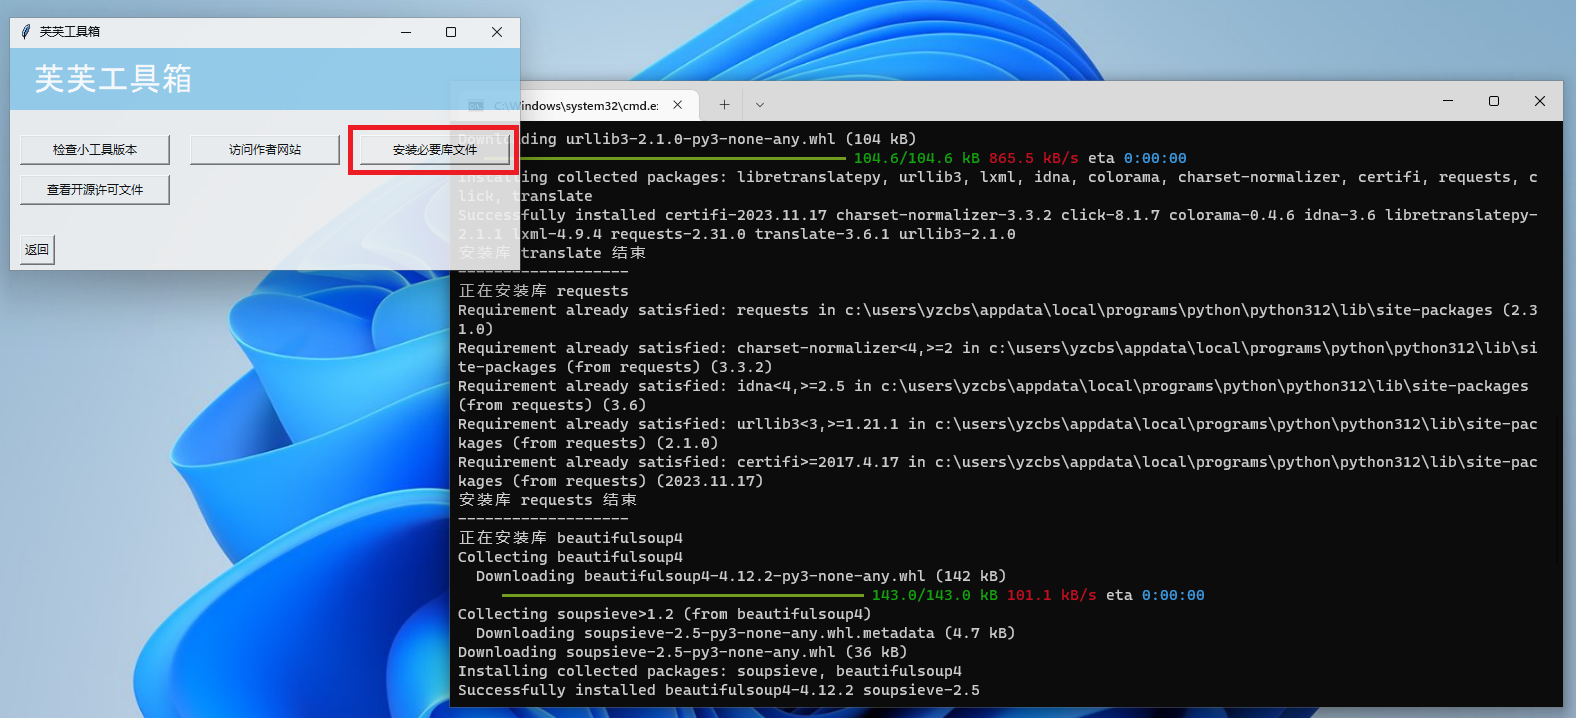 芙芙工具箱
芙芙工具箱
检查小工具版本
访问作者网站
安装必要库文件
查看开源许可文件
返回
C:\Windows\system32\cmd.e
Downloading urllib3-2.1.0-py3-none-any.whl (104 kB)
104.6/104.6 kB 865.5 kB/s eta 0:00:00
Installing collected packages: libretranslatepy, urllib3, lxml, idna, colorama, charset-normalizer, certifi, requests, c
lick, translate
Successfully installed certifi-2023.11.17 charset-normalizer-3.3.2 click-8.1.7 colorama-0.4.6 idna-3.6 libretranslatepy-
2.1.1 lxml-4.9.4 requests-2.31.0 translate-3.6.1 urllib3-2.1.0
安装库 translate 结束
-------------------
正在安装库 requests
Requirement already satisfied: requests in c:\users\yzcbs\appdata\local\programs\python\python312\lib\site-packages (2.3
1.0)
Requirement already satisfied: charset-normalizer<4,>=2 in c:\users\yzcbs\appdata\local\programs\python\python312\lib\si
te-packages (from requests) (3.3.2)
Requirement already satisfied: idna<4,>=2.5 in c:\users\yzcbs\appdata\local\programs\python\python312\lib\site-packages
(from requests) (3.6)
Requirement already satisfied: urllib3<3,>=1.21.1 in c:\users\yzcbs\appdata\local\programs\python\python312\lib\site-pac
kages (from requests) (2.1.0)
Requirement already satisfied: certifi>=2017.4.17 in c:\users\yzcbs\appdata\local\programs\python\python312\lib\site-pac
kages (from requests) (2023.11.17)
安装库 requests 结束
-------------------
正在安装库 beautifulsoup4
Collecting beautifulsoup4
Downloading beautifulsoup4-4.12.2-py3-none-any.whl (142 kB)
143.0/143.0 kB 101.1 kB/s eta 0:00:00
Collecting soupsieve>1.2 (from beautifulsoup4)
Downloading soupsieve-2.5-py3-none-any.whl.metadata (4.7 kB)
Downloading soupsieve-2.5-py3-none-any.whl (36 kB)
Installing collected packages: soupsieve, beautifulsoup4
Successfully installed beautifulsoup4-4.12.2 soupsieve-2.5